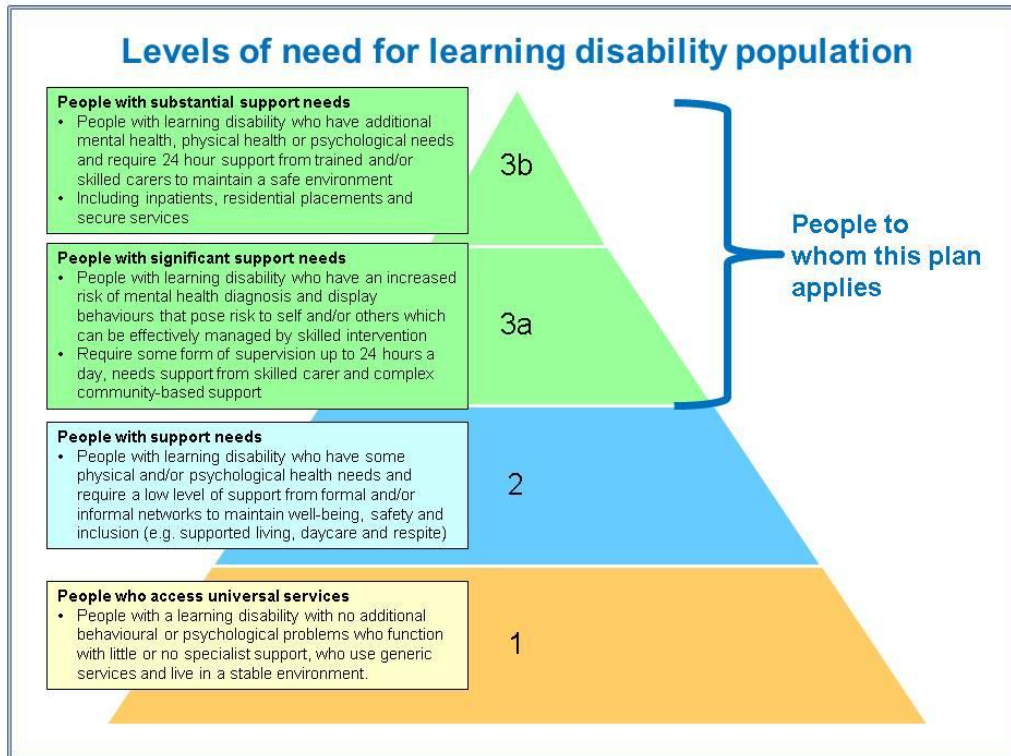 Levels of need for learning disability population
People with substantial support needs
• People with learning disability who have additional
mental health, physical health or psychological needs
and require 24 hour support from trained and/or
skilled carers to maintain a safe environment
• Including inpatients, residential placements and
secure services
3b
People with significant support needs
• People with learning disability who have an increased
risk of mental health diagnosis and display
behaviours that pose risk to self and/or others which
can be effectively managed by skilled intervention
• Require some form of supervision up to 24 hours a
day, needs support from skilled carer and complex
community-based support
3a
People to
whom this plan
applies
People with support needs
• People with learning disability who have some
physical and/or psychological health needs and
require a low level of support from formal and/or
informal networks to maintain well-being, safety and
inclusion (e.g. supported living, daycare and respite)
2
People who access universal services
• People with a learning disability with no additional
behavioural or psychological problems who function
with little or no specialist support, who use generic
services and live in a stable environment.
1